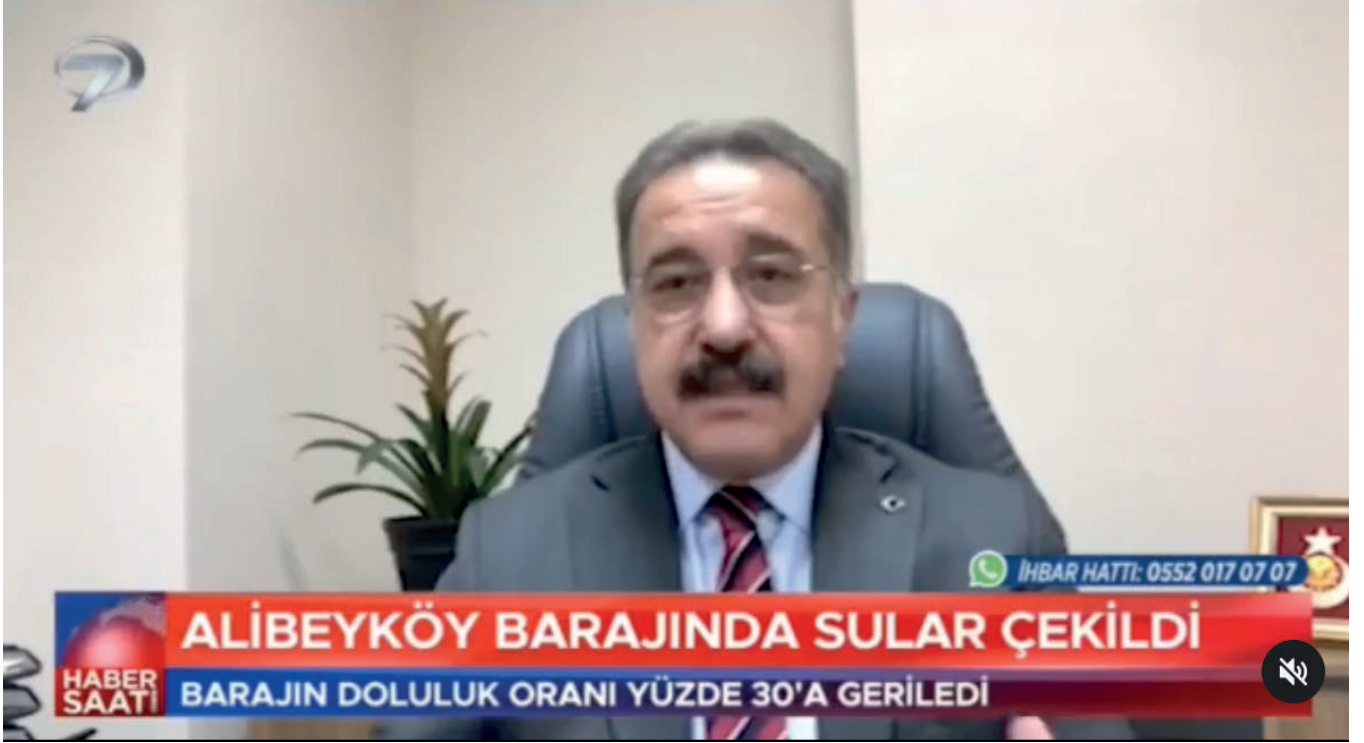 7
İHBAR HATTI: 0552 017 07 07
ALİBEYKÖY BARAJINDA SULAR ÇEKİLDİ
HABER
SAATİ
BARAJIN DOLULUK ORANI YÜZDE 30'A GERİLEDİ